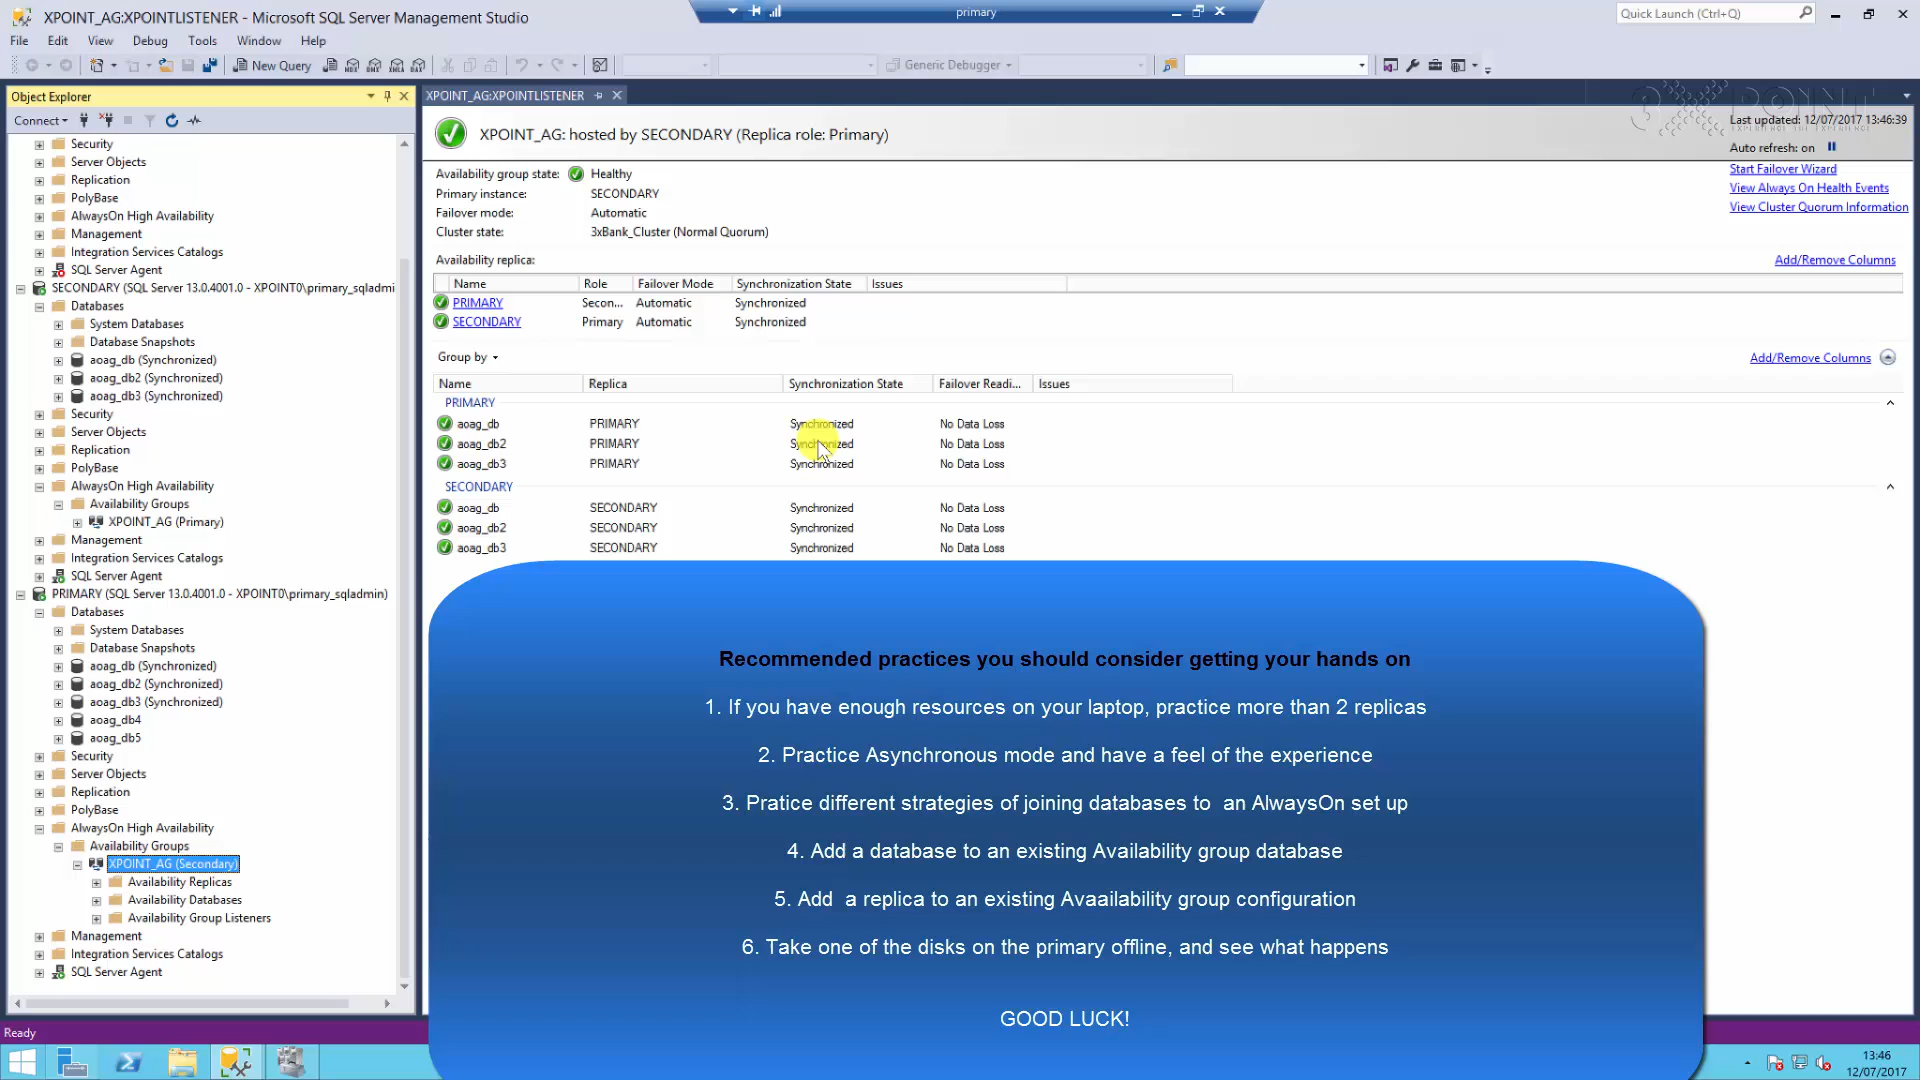 XPOINT_AG:XPOINTLISTENER - Microsoft SQL Server Management Studio
primary
Quick Launch (Ctrl+Q)
File Edit View Debug Tools Window Help
New Query
Generic Debugger
Object Explorer
XPOINT_AG:XPOINTLISTENER
Connect
Security
Server Objects
Replication
PolyBase
AlwaysOn High Availability
Management
Integration Services Catalogs
SQL Server Agent
SECONDARY (SQL Server 13.0.4001.0 - XPOINT0\primary_sqladmi
Databases
System Databases
Database Snapshots
aoag_db (Synchronized)
aoag_db2 (Synchronized)
aoag_db3 (Synchronized)
Security
Server Objects
Replication
PolyBase
AlwaysOn High Availability
Availability Groups
XPOINT_AG (Primary)
Management
Integration Services Catalogs
SQL Server Agent
PRIMARY (SQL Server 13.0.4001.0 - XPOINT0\primary_sqladmin)
Databases
System Databases
Database Snapshots
aoag_db (Synchronized)
aoag_db2 (Synchronized)
aoag_db3 (Synchronized)
aoag_db4
aoag_db5
Security
Server Objects
Replication
PolyBase
AlwaysOn High Availability
Availability Groups
XPOINT_AG (Secondary)
Availability Replicas
Availability Databases
Availability Group Listeners
Management
Integration Services Catalogs
SQL Server Agent
XPOINT_AG: hosted by SECONDARY (Replica role: Primary)
Last updated: 12/07/2017 13:46:39
Auto refresh: on
Availability group state: Healthy
Primary instance: SECONDARY
Failover mode: Automatic
Cluster state: 3xBank_Cluster (Normal Quorum)
Start Failover Wizard
View Always On Health Events
View Cluster Quorum Information
Availability replica:
Add/Remove Columns
Name Role Failover Mode Synchronization State Issues
PRIMARY Secon... Automatic Synchronized
SECONDARY Primary Automatic Synchronized
Group by
Add/Remove Columns
Name Replica Synchronization State Failover Readi... Issues
PRIMARY
aoag_db PRIMARY Synchronized No Data Loss
aoag_db2 PRIMARY Synchronized No Data Loss
aoag_db3 PRIMARY Synchronized No Data Loss
SECONDARY
aoag_db SECONDARY Synchronized No Data Loss
aoag_db2 SECONDARY Synchronized No Data Loss
aoag_db3 SECONDARY Synchronized No Data Loss
Recommended practices you should consider getting your hands on
1. If you have enough resources on your laptop, practice more than 2 replicas
2. Practice Asynchronous mode and have a feel of the experience
3. Pratice different strategies of joining databases to an AlwaysOn set up
4. Add a database to an existing Availability group database
5. Add a replica to an existing Avaailability group configuration
6. Take one of the disks on the primary offline, and see what happens
GOOD LUCK!
Ready
13:46
12/07/2017